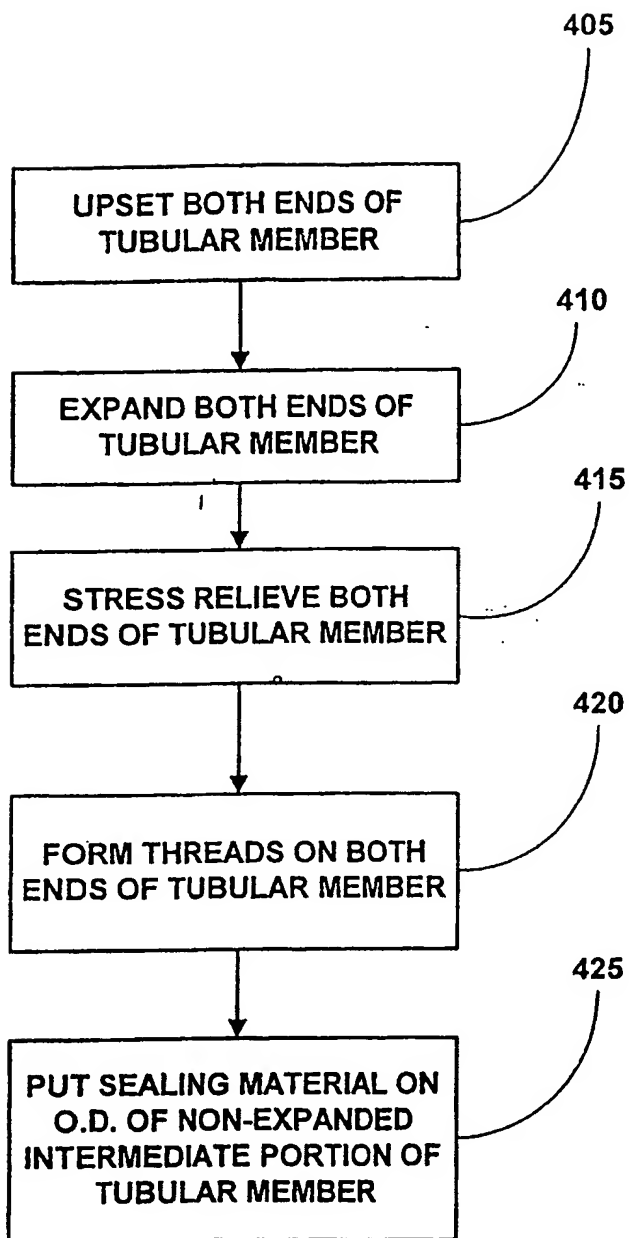 405
UPSET BOTH ENDS OF
TUBULAR MEMBER
410
EXPAND BOTH ENDS OF
TUBULAR MEMBER
415
STRESS RELIEVE BOTH
ENDS OF TUBULAR MEMBER
420
FORM THREADS ON BOTH
ENDS OF TUBULAR MEMBER
425
PUT SEALING MATERIAL ON
O.D. OF NON-EXPANDED
INTERMEDIATE PORTION OF
TUBULAR MEMBER